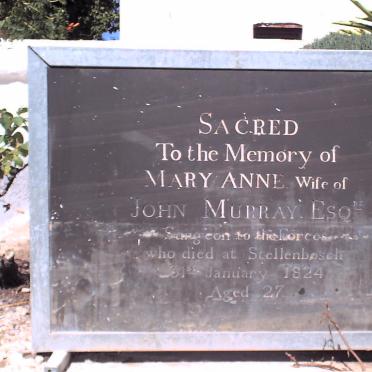 SACRED
To the Memory of
MARY ANNE Wife of
JOHN MURRAY, ESQRE
Surgeon to the Forces
who died at Stellenbosch
31st January 1824
Aged 27